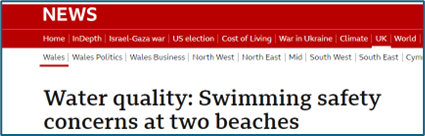 NEWS
Home | InDepth | Israel-Gaza war | US election | Cost of Living | War in Ukraine | Climate | UK | World |
Wales | Wales Politics | Wales Business | North West | North East | Mid | South West | South East | Cym
Water quality: Swimming safety
concerns at two beaches